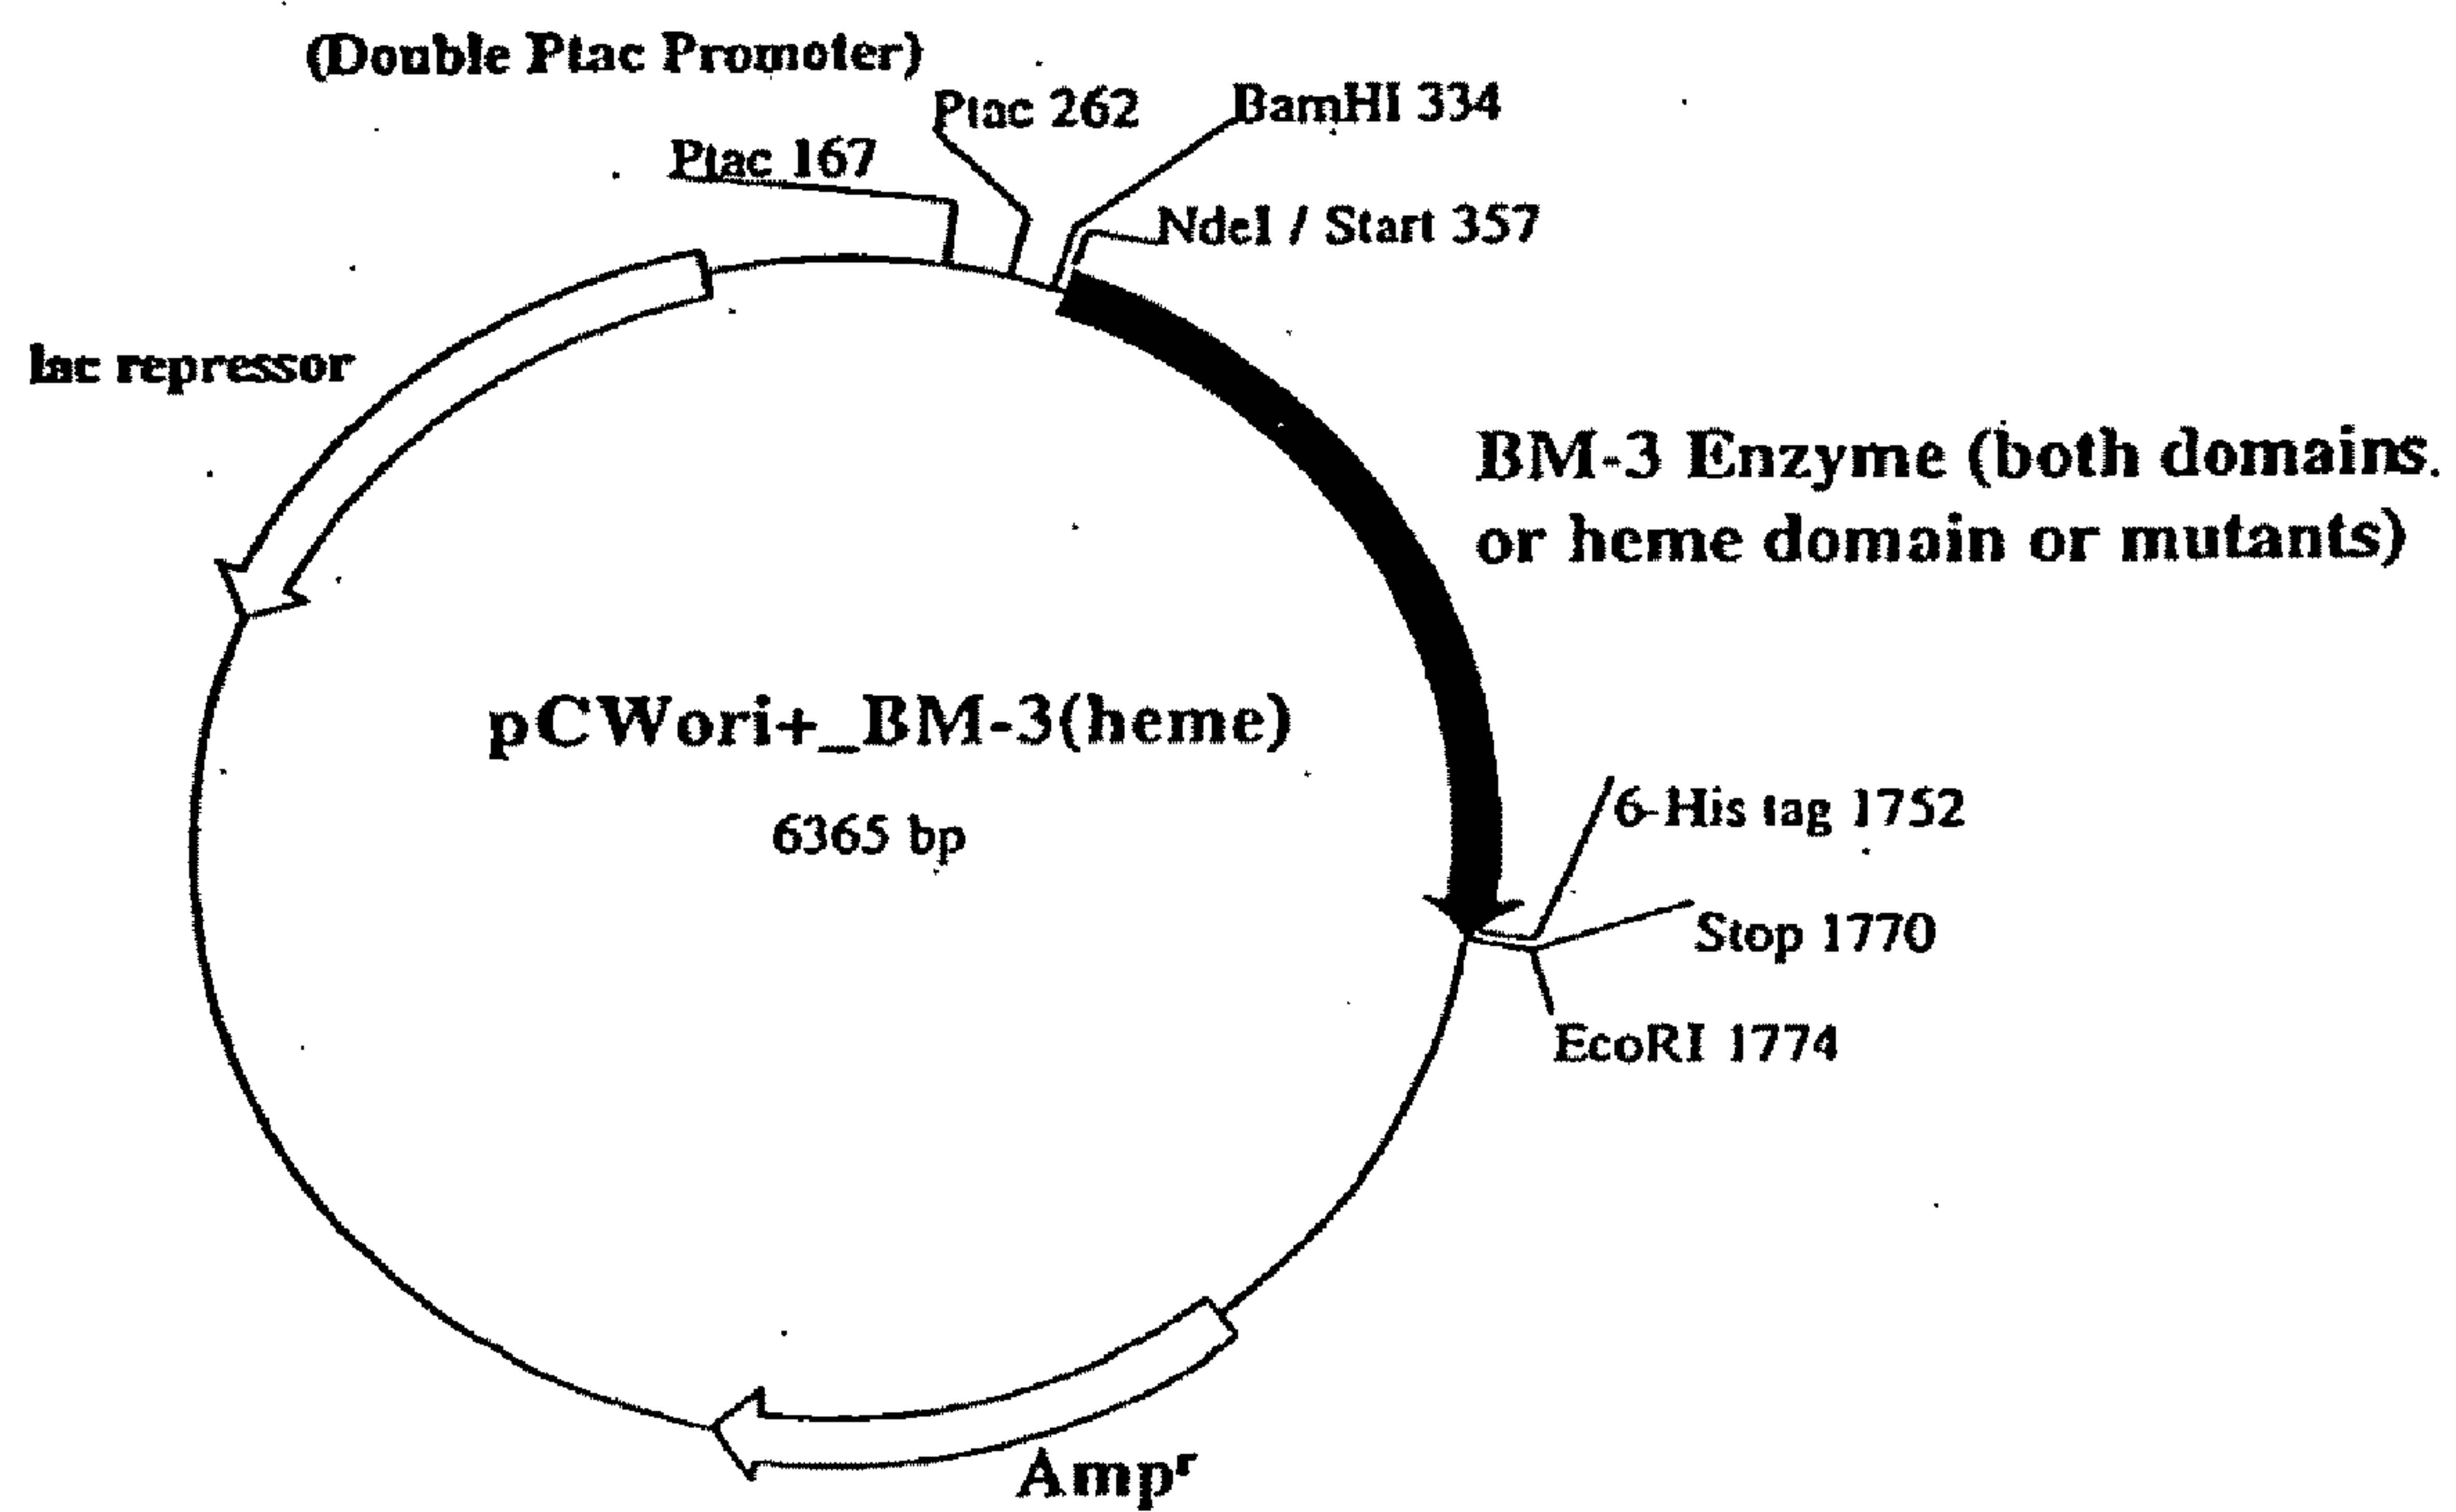 (Double Ptac Promoter)
Ptac 262
BamHI 334
Ptac 167
NdeI / Start 357
lac repressor
BM-3 Enzyme (both domains.
or heme domain or mutants)
pCWori+_BM-3(heme)
6365 bp
6-His tag 1752
Stop 1770
EcoRI 1774
Ampʳ